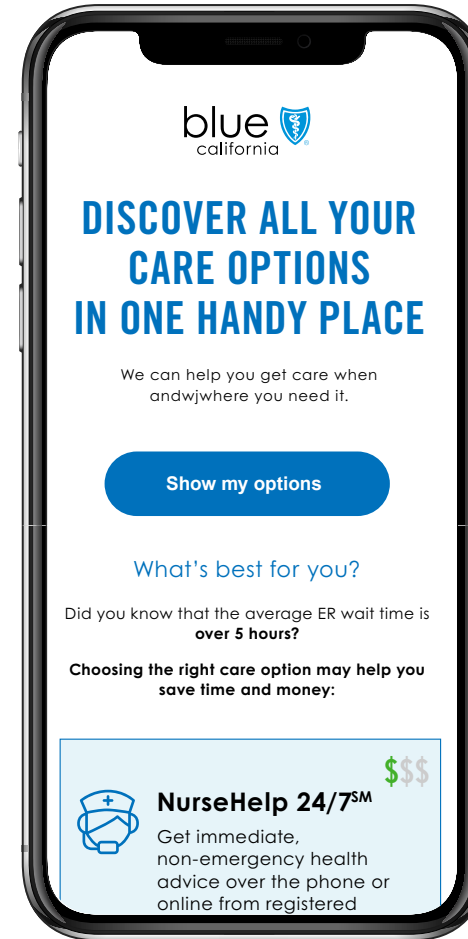 blue
california
DISCOVER ALL YOUR
CARE OPTIONS
IN ONE HANDY PLACE
We can help you get care when
andwjwhere you need it.
Show my options
What's best for you?
Did you know that the average ER wait time is
over 5 hours?
Choosing the right care option may help you
save time and money:
$$$
NurseHelp 24/7SM
Get immediate,
non-emergency health
advice over the phone or
online from registered